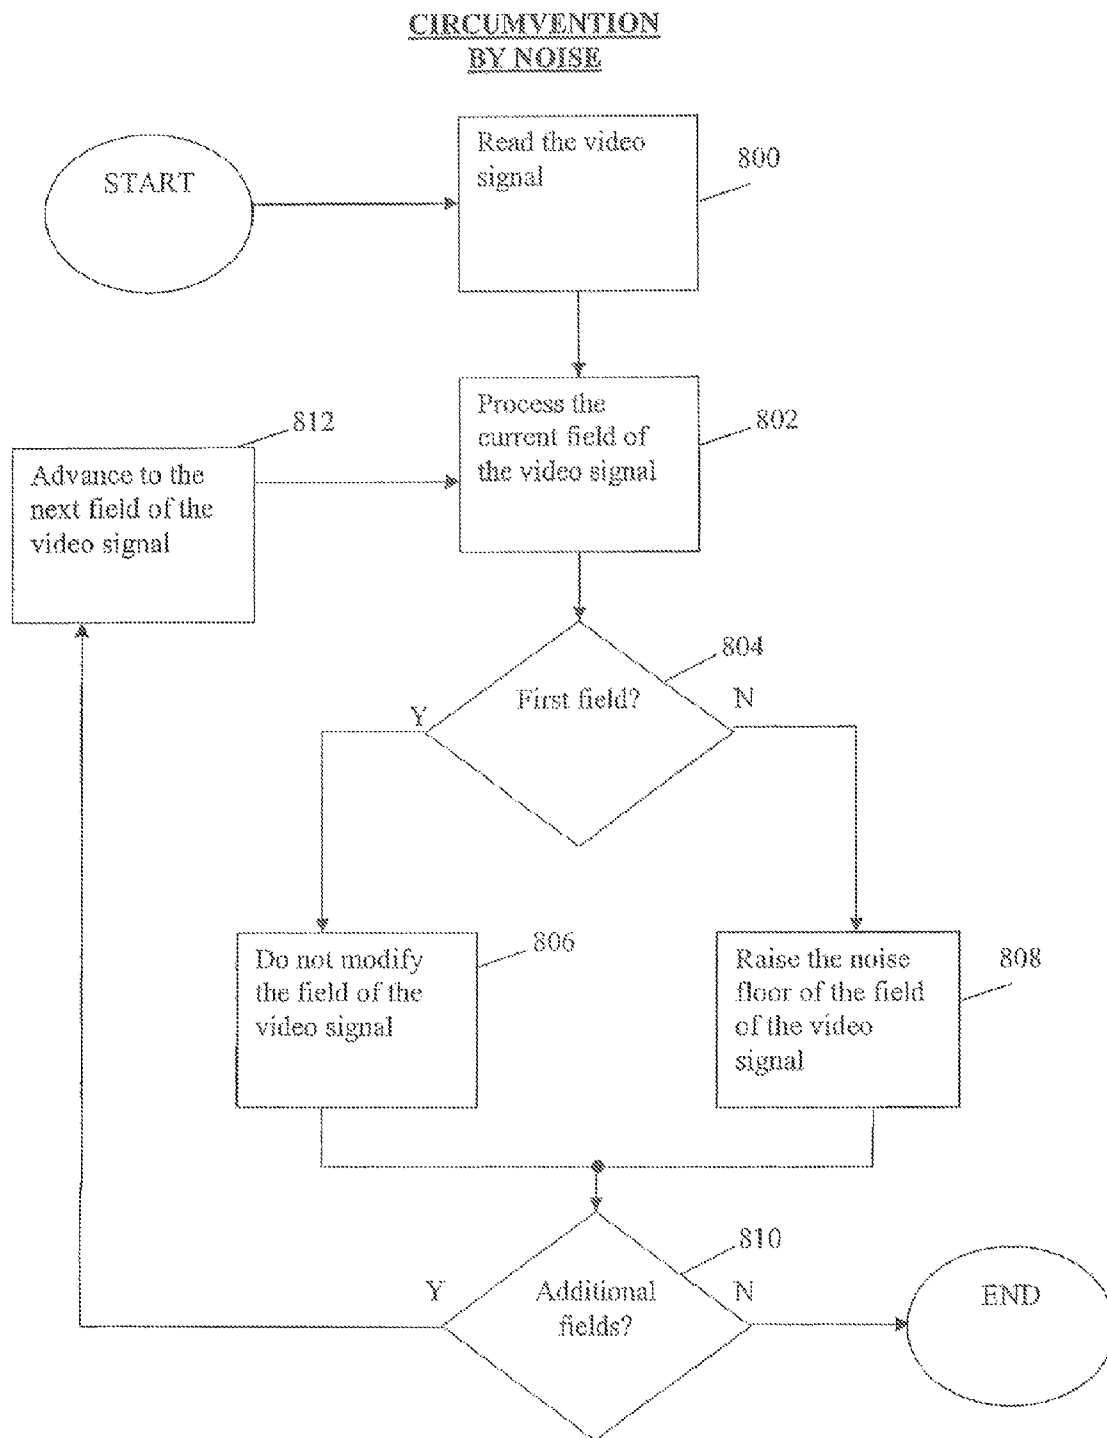 CIRCUMVENTION
BY NOISE
START
Read the video
signal
800
Process the
current field of
the video signal
802
812
Advance to the
next field of the
video signal
804
First field?
Y
N
Do not modify
the field of the
video signal
806
Raise the noise
floor of the field
of the video
signal
808
810
Additional
fields?
Y
N
END